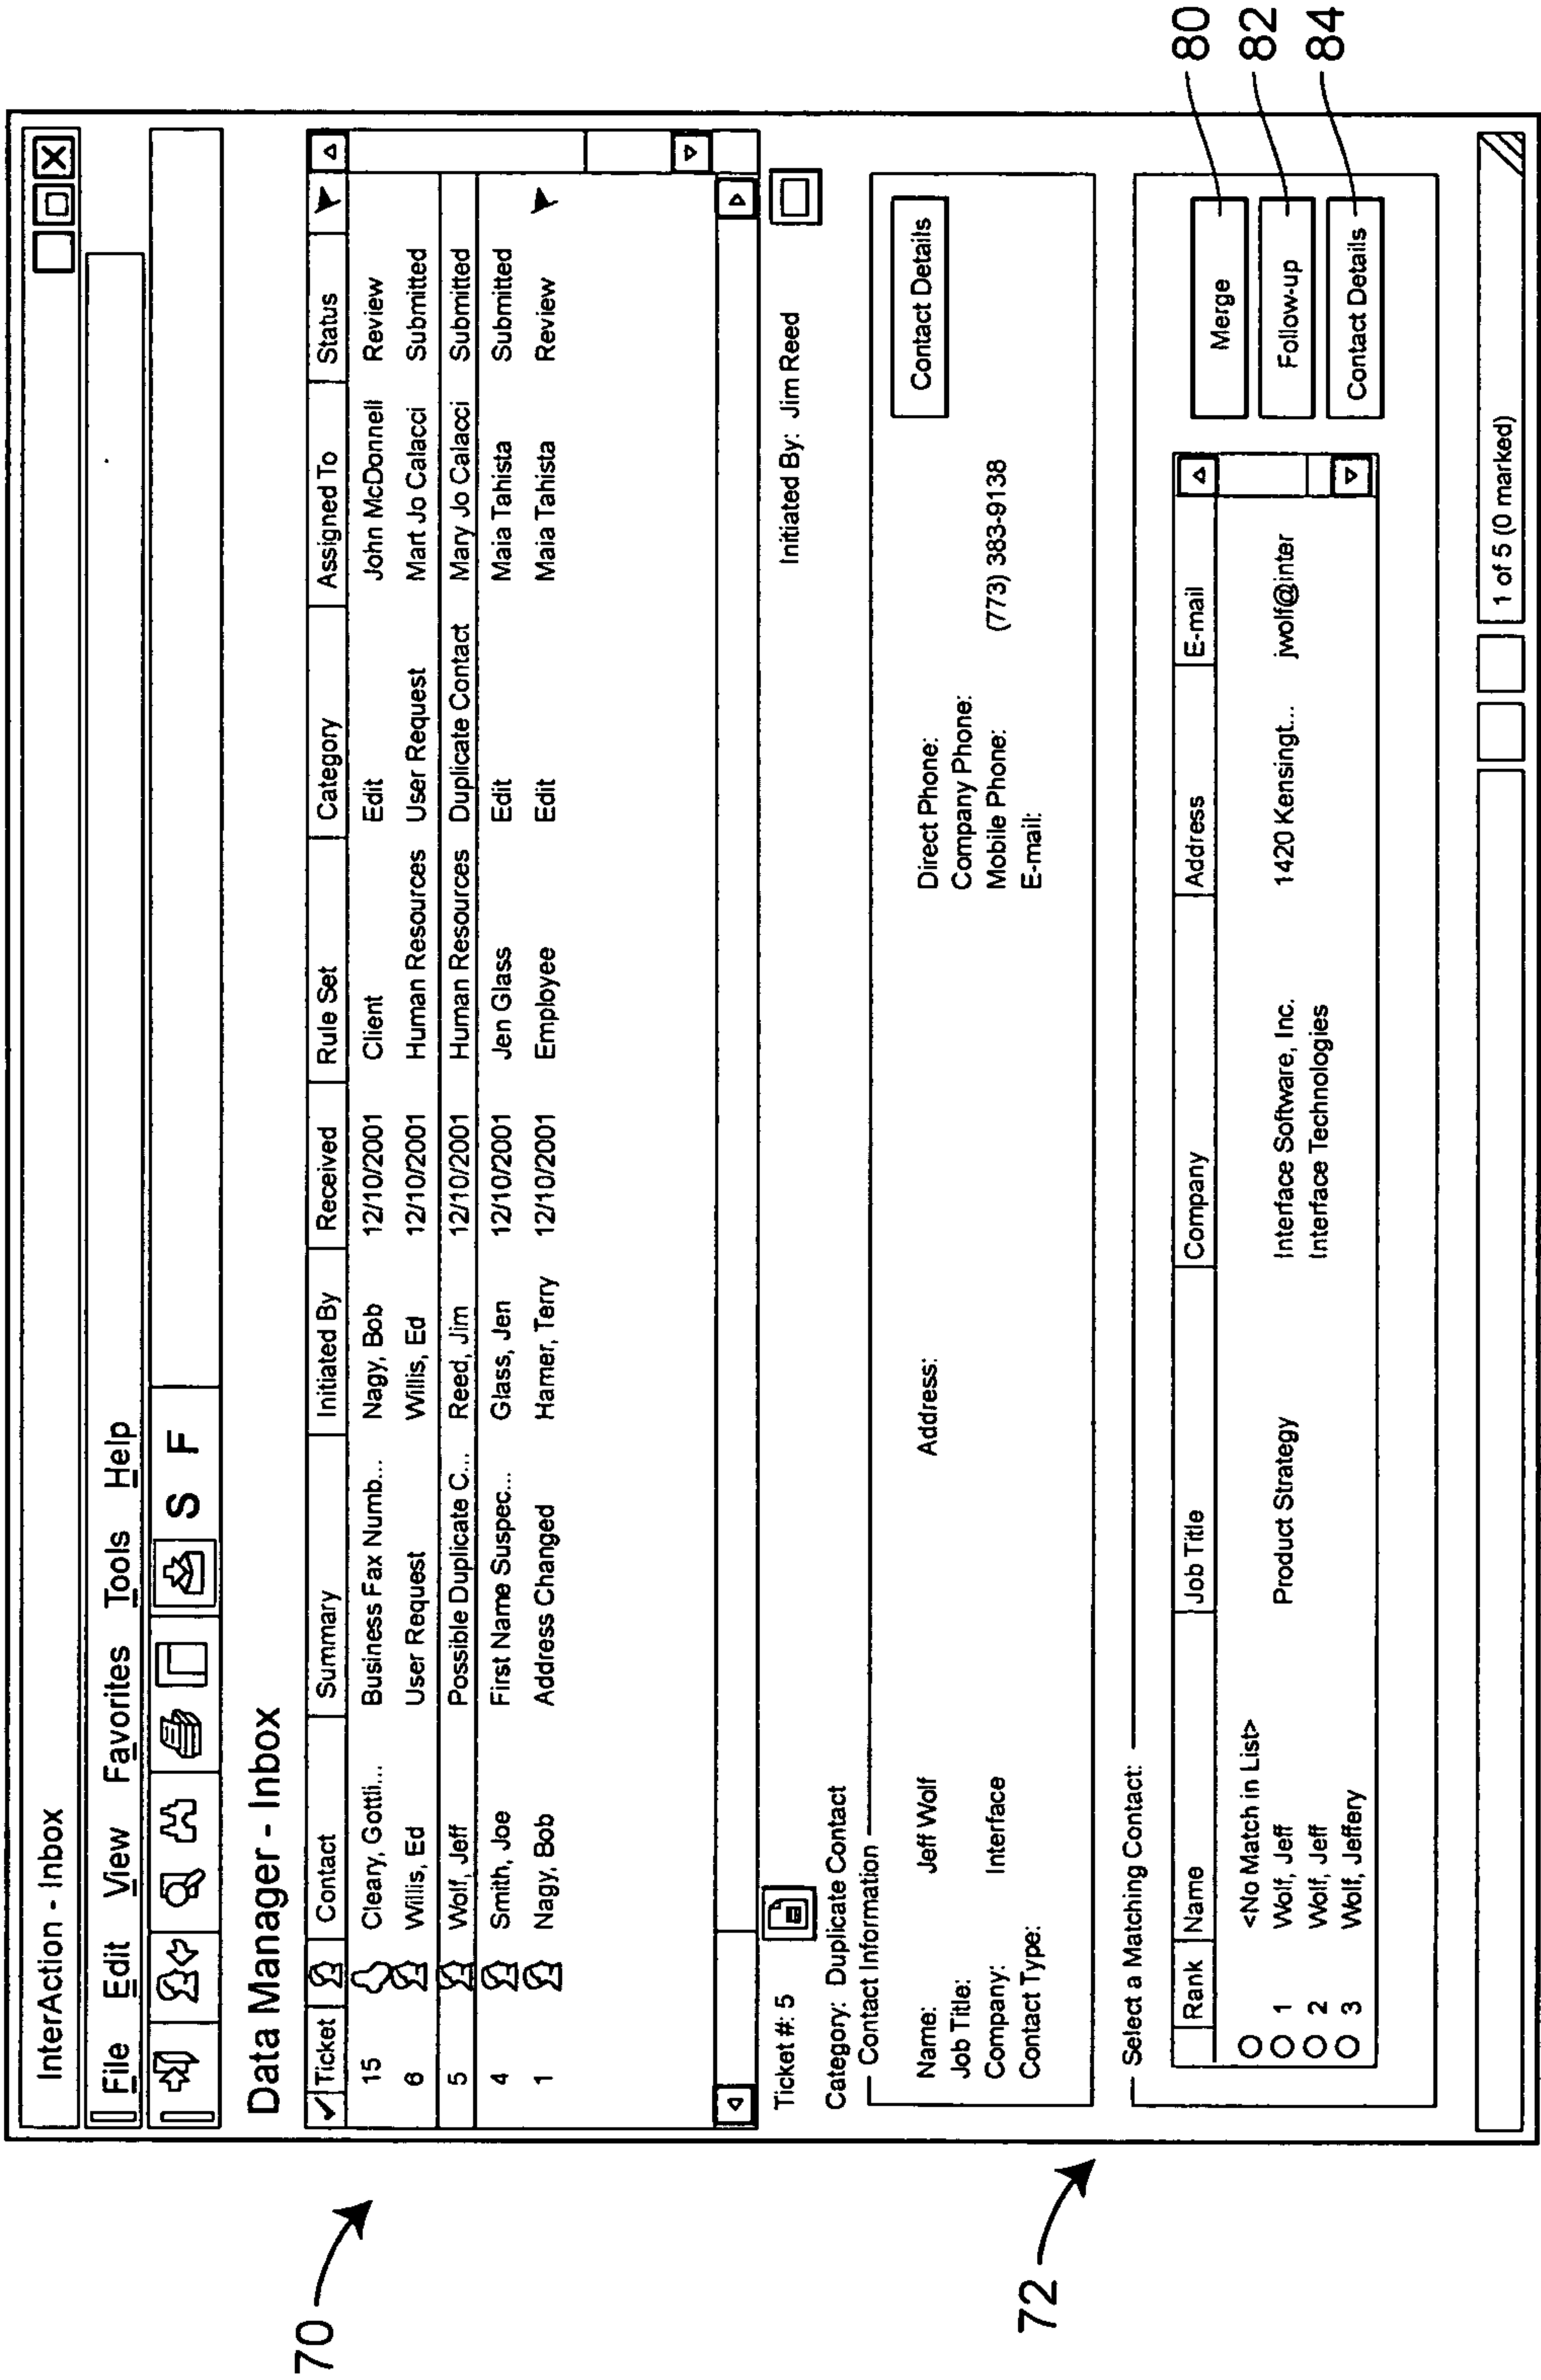 InterAction - Inbox
File Edit View Favorites Tools Help
S F
Data Manager - Inbox
Ticket Contact Summary Initiated By Received Rule Set Category Assigned To Status
15 Cleary, Gottli... Business Fax Numb... Nagy, Bob 12/10/2001 Client Edit John McDonnell Review
6 Willis, Ed User Request Willis, Ed 12/10/2001 Human Resources User Request Mart Jo Calacci Submitted
5 Wolf, Jeff Possible Duplicate C... Reed, Jim 12/10/2001 Human Resources Duplicate Contact Mary Jo Calacci Submitted
4 Smith, Joe First Name Suspec... Glass, Jen 12/10/2001 Jen Glass Edit Maia Tahista Submitted
1 Nagy, Bob Address Changed Hamer, Terry 12/10/2001 Employee Edit Maia Tahista Review
70
Ticket #: 5 Initiated By: Jim Reed
Category: Duplicate Contact
Contact Information
Name: Jeff Wolf Address: Direct Phone: Contact Details
Job Title: Company Phone:
Company: Interface Mobile Phone: (773) 383-9138
Contact Type: E-mail:
72
Select a Matching Contact:
Rank Name Job Title Company Address E-mail
<No Match in List>
1 Wolf, Jeff Product Strategy Interface Software, Inc. 1420 Kensingt... jwolf@inter
2 Wolf, Jeff Interface Technologies
3 Wolf, Jeffery
Merge 80
Follow-up 82
Contact Details 84
1 of 5 (0 marked)